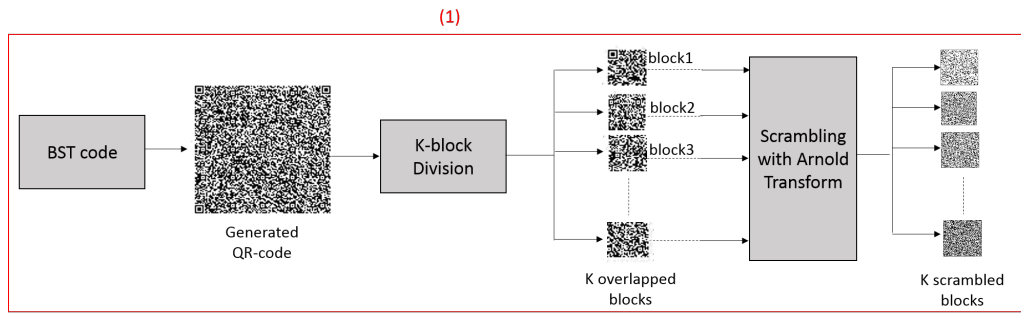 (1)
BST code
Generated
QR-code
K-block
Division
block1
block2
block3
K overlapped
blocks
Scrambling
with Arnold
Transform
K scrambled
blocks